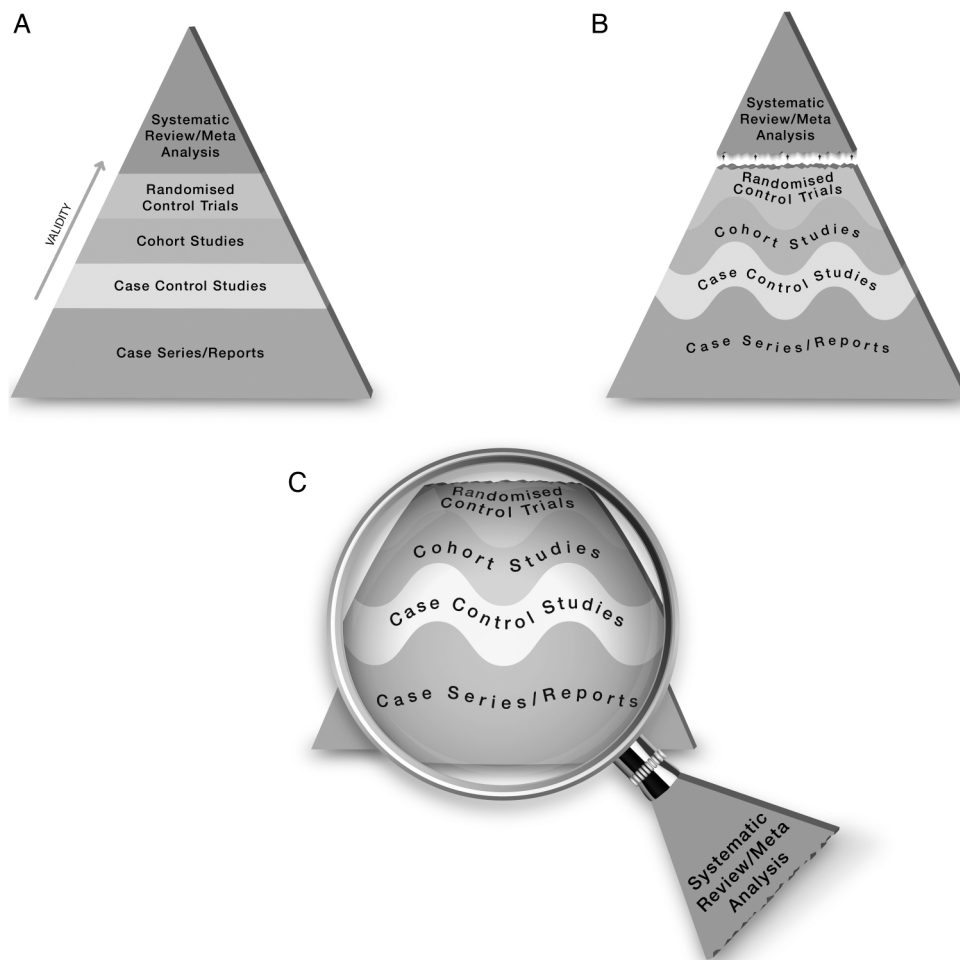 A
Systematic
Review/Meta
Analysis
Randomised
Control Trials
Cohort Studies
Case Control Studies
Case Series/Reports
VALIDITY
B
Systematic
Review/Meta
Analysis
Randomised
Control Trials
Cohort Studies
Case Control Studies
Case Series/Reports
C
Randomised
Control Trials
Cohort Studies
Case Control Studies
Case Series/Reports
Systematic
Review/Meta
Analysis